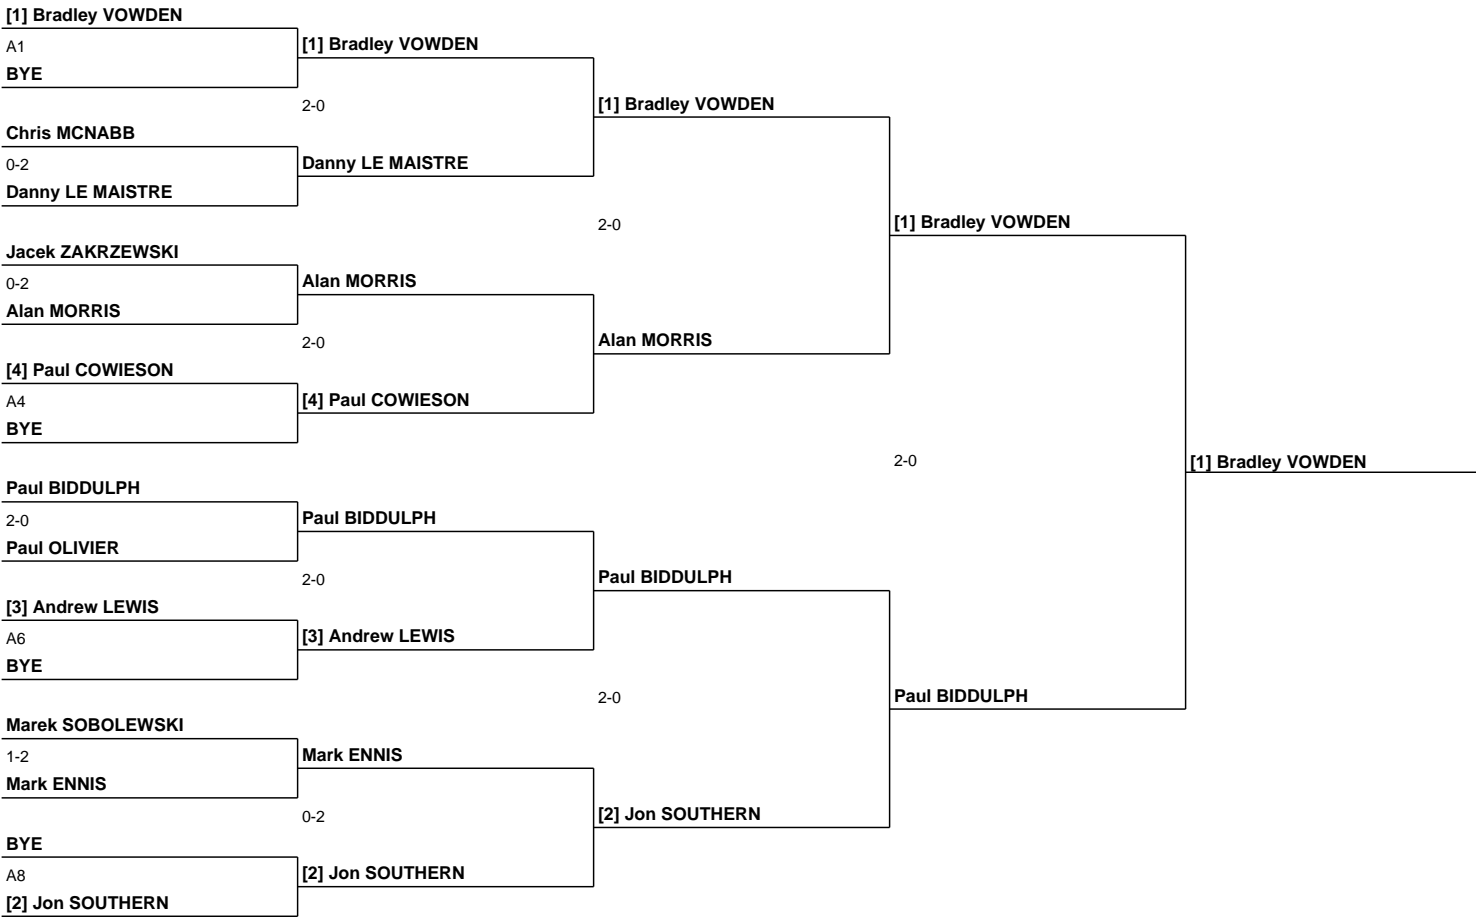 [1] Bradley VOWDEN
A1
BYE
[1] Bradley VOWDEN
2-0
Chris MCNABB
0-2
Danny LE MAISTRE
Danny LE MAISTRE
[1] Bradley VOWDEN
2-0
Jacek ZAKRZEWSKI
0-2
Alan MORRIS
Alan MORRIS
2-0
[4] Paul COWIESON
A4
BYE
[4] Paul COWIESON
Alan MORRIS
[1] Bradley VOWDEN
2-0
Paul BIDDULPH
2-0
Paul OLIVIER
Paul BIDDULPH
2-0
[3] Andrew LEWIS
A6
BYE
[3] Andrew LEWIS
Paul BIDDULPH
2-0
Marek SOBOLEWSKI
1-2
Mark ENNIS
Mark ENNIS
0-2
BYE
A8
[2] Jon SOUTHERN
[2] Jon SOUTHERN
[2] Jon SOUTHERN
Paul BIDDULPH
[1] Bradley VOWDEN